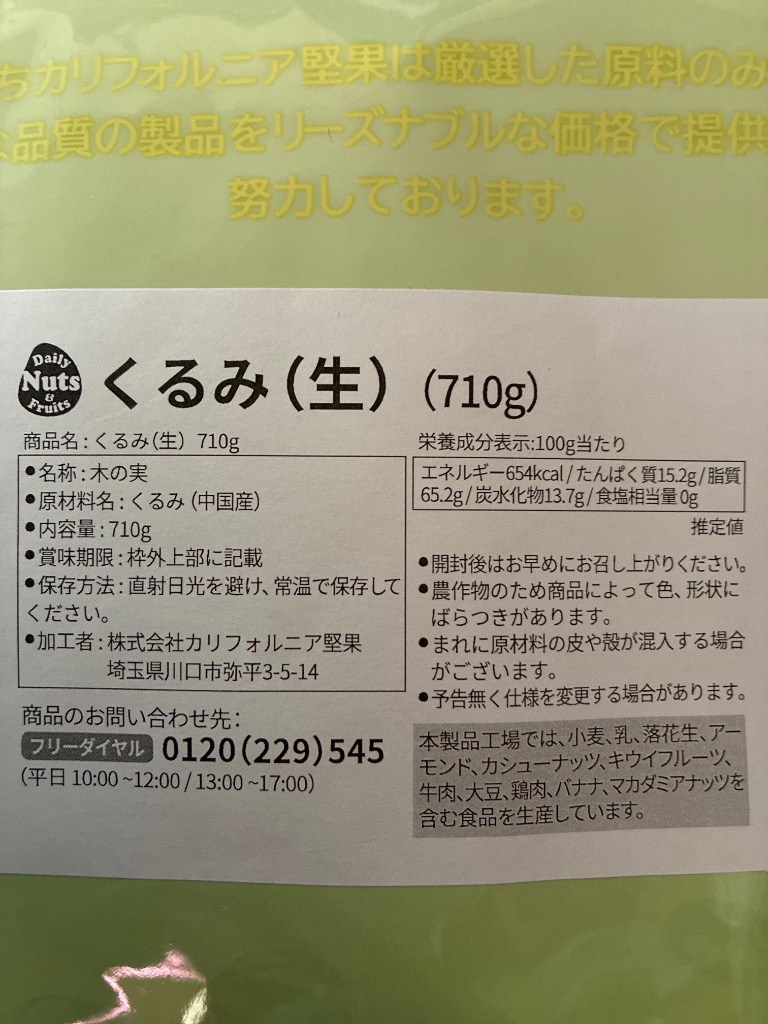 ちカリフォルニア堅果は厳選した原料のみ
品質の製品をリーズナブルな価格で提供
努力しております。
Daily
Nuts
&
Fruits
くるみ（生）（710g）
商品名：くるみ（生） 710g
●名称：木の実
●原材料名：くるみ（中国産）
●内容量：710g
●賞味期限：枠外上部に記載
●保存方法：直射日光を避け、常温で保存して
ください。
●加工者：株式会社カリフォルニア堅果
埼玉県川口市弥平3-5-14
商品のお問い合わせ先：
フリーダイヤル 0120（229）545
（平日 10:00 ~12:00 / 13:00 ~17:00）
栄養成分表示:100g当たり
エネルギー654kcal / たんぱく質15.2g / 脂質
65.2g / 炭水化物13.7g / 食塩相当量 0g
推定値
●開封後はお早めにお召し上がりください。
●農作物のため商品によって色、形状に
ばらつきがあります。
●まれに原材料の皮や殻が混入する場合
がございます。
●予告無く仕様を変更する場合があります。
本製品工場では、小麦、乳、落花生、アー
モンド、カシューナッツ、キウイフルーツ、
牛肉、大豆、鶏肉、バナナ、マカダミアナッツを
含む食品を生産しています。